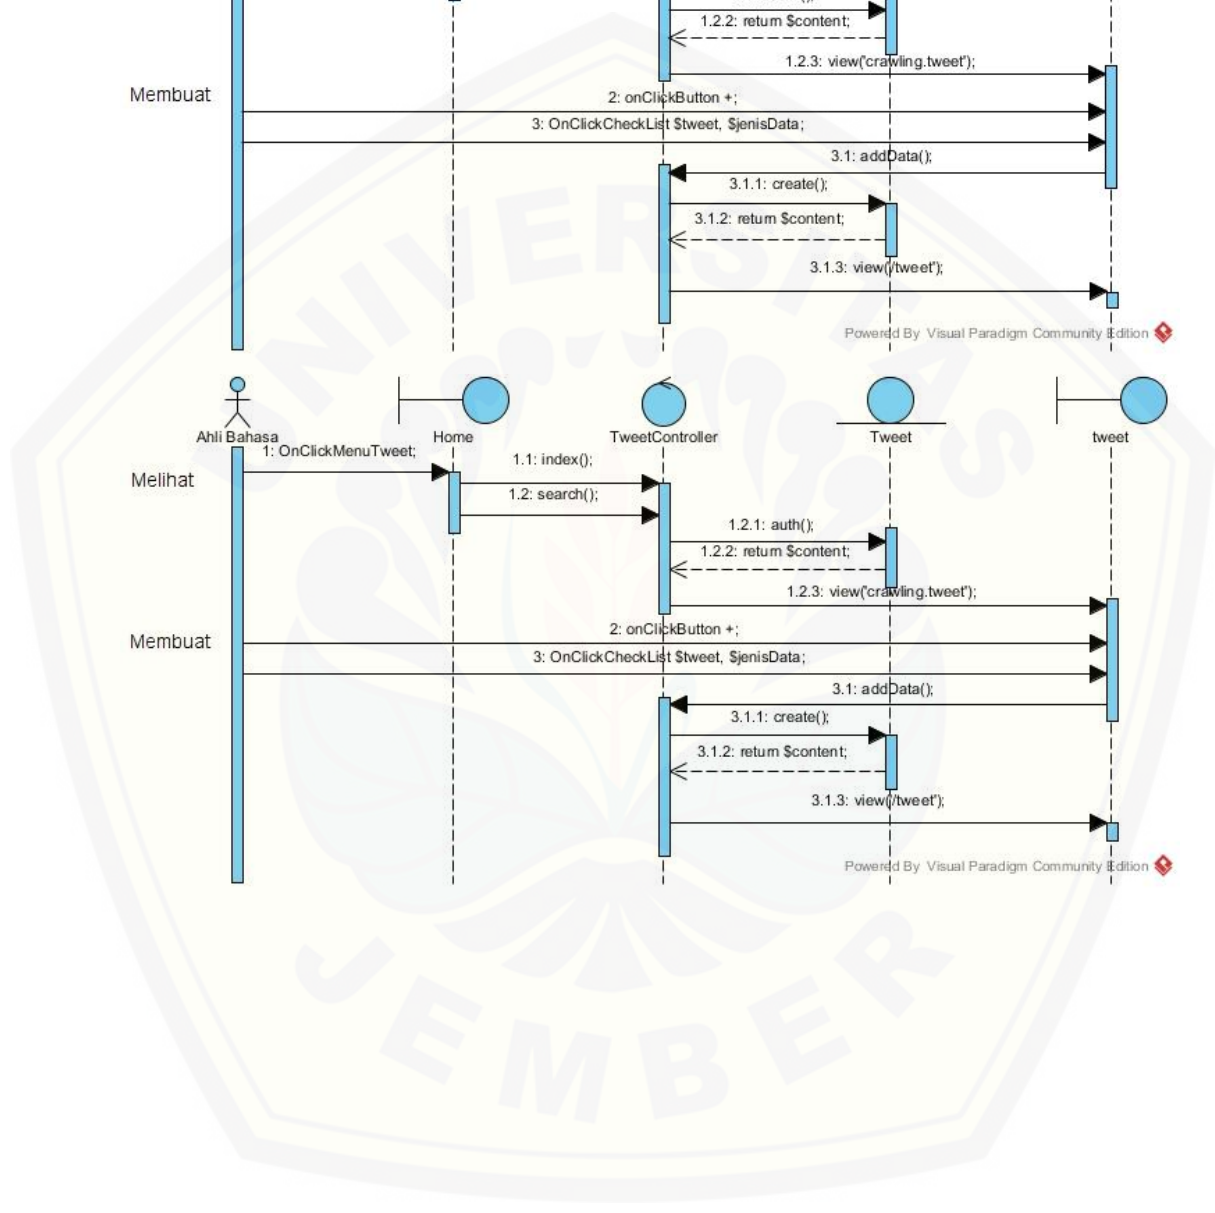 1.2.2: return $content;
1.2.3: view('crawling.tweet');
Membuat
2: onClickButton +;
3: OnClickCheckList $tweet, $jenisData;
3.1: addData();
3.1.1: create();
3.1.2: return $content;
3.1.3: view('/tweet');
Powered By Visual Paradigm Community Edition
Ahli Bahasa
Home
TweetController
Tweet
tweet
1: OnClickMenuTweet;
1.1: index();
Melihat
1.2: search();
1.2.1: auth();
1.2.2: return $content;
1.2.3: view('crawling.tweet');
Membuat
2: onClickButton +;
3: OnClickCheckList $tweet, $jenisData;
3.1: addData();
3.1.1: create();
3.1.2: return $content;
3.1.3: view('/tweet');
Powered By Visual Paradigm Community Edition
UNIVERSITAS
JEMBER